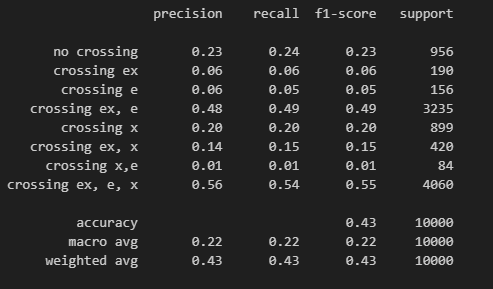 precision recall f1-score support
no crossing 0.23 0.24 0.23 956
crossing ex 0.06 0.06 0.06 190
crossing e 0.06 0.05 0.05 156
crossing ex, e 0.48 0.49 0.49 3235
crossing x 0.20 0.20 0.20 899
crossing ex, x 0.14 0.15 0.15 420
crossing x,e 0.01 0.01 0.01 84
crossing ex, e, x 0.56 0.54 0.55 4060
accuracy 0.43 10000
macro avg 0.22 0.22 0.22 10000
weighted avg 0.43 0.43 0.43 10000